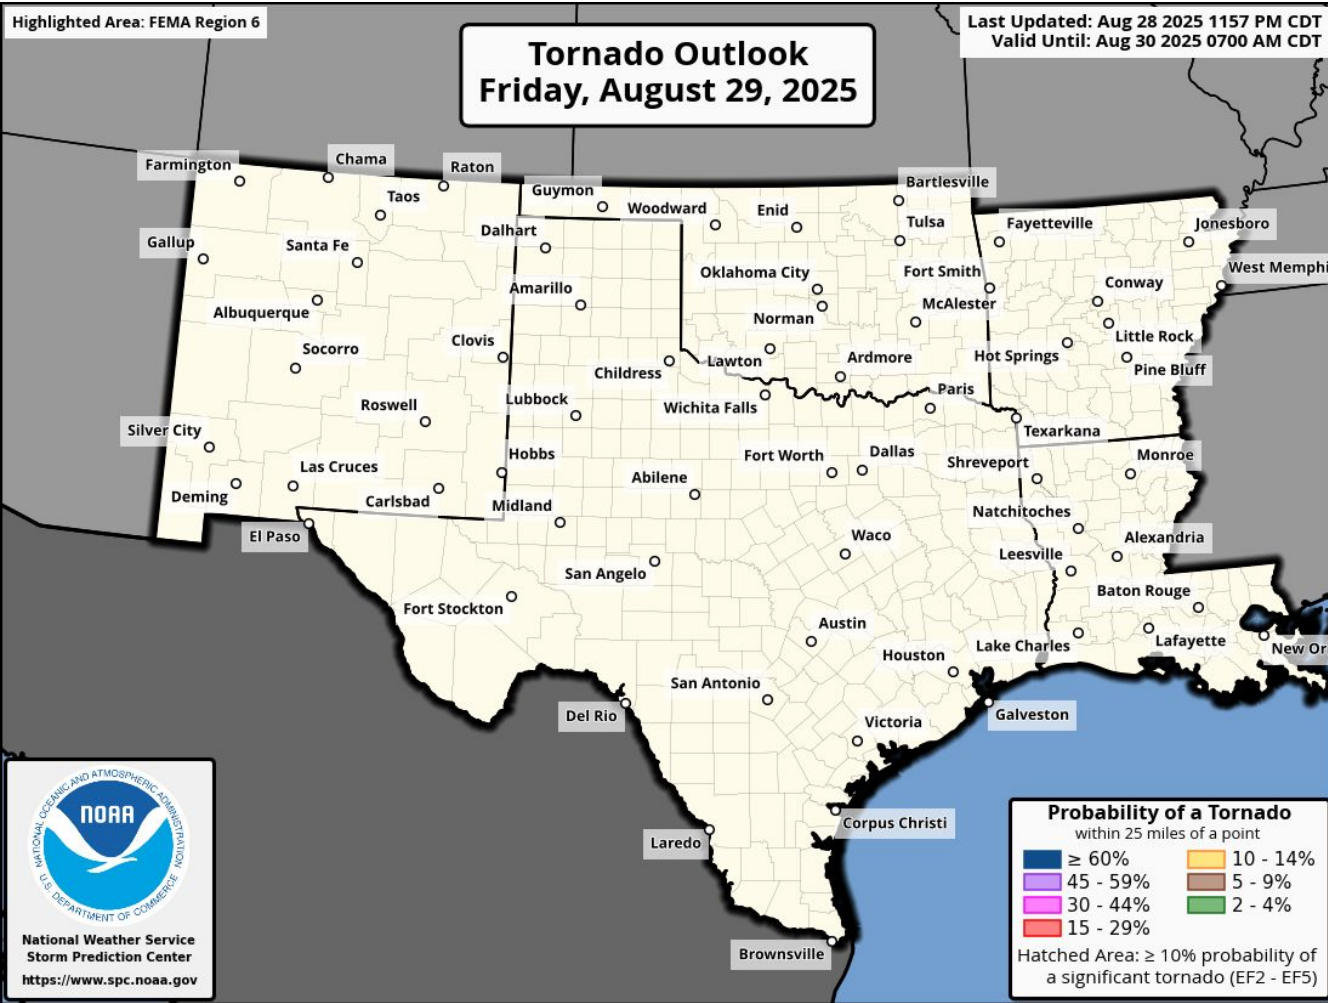 Highlighted Area: FEMA Region 6
Last Updated: Aug 28 2025 1157 PM CDT
Valid Until: Aug 30 2025 0700 AM CDT
Tornado Outlook
Friday, August 29, 2025
Farmington
Chama
Raton
Taos
Guymon
Woodward
Enid
Bartlesville
Tulsa
Fayetteville
Jonesboro
Gallup
Santa Fe
Dalhart
Oklahoma City
Fort Smith
West Memphi
Albuquerque
Amarillo
Norman
McAlester
Conway
Socorro
Clovis
Childress
Lawton
Ardmore
Hot Springs
Little Rock
Pine Bluff
Roswell
Lubbock
Wichita Falls
Paris
Texarkana
Silver City
Las Cruces
Hobbs
Abilene
Fort Worth
Dallas
Shreveport
Monroe
Deming
Carlsbad
Midland
Natchitoches
El Paso
San Angelo
Waco
Leesville
Alexandria
Fort Stockton
Austin
Baton Rouge
Houston
Lake Charles
Lafayette
New Or
San Antonio
Del Rio
Victoria
Galveston
Corpus Christi
Laredo
Brownsville
NATIONAL OCEANIC AND ATMOSPHERIC ADMINISTRATION
NOAA
U.S. DEPARTMENT OF COMMERCE
National Weather Service
Storm Prediction Center
https://www.spc.noaa.gov
Probability of a Tornado
within 25 miles of a point
≥ 60%
45 - 59%
30 - 44%
15 - 29%
10 - 14%
5 - 9%
2 - 4%
Hatched Area: ≥ 10% probability of
a significant tornado (EF2 - EF5)